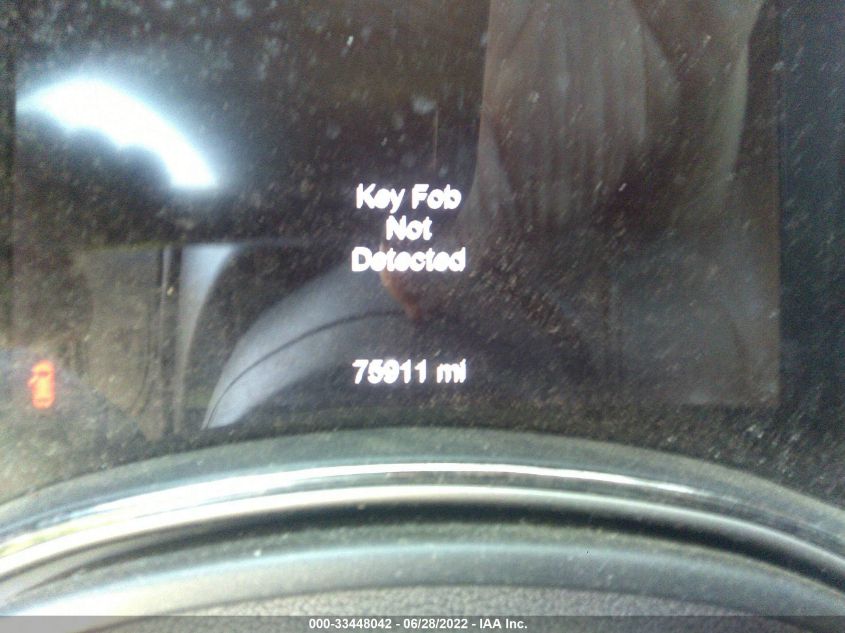 Key Fob
Not
Detected
75911 mi
000-33448042 - 06/28/2022 - IAA Inc.